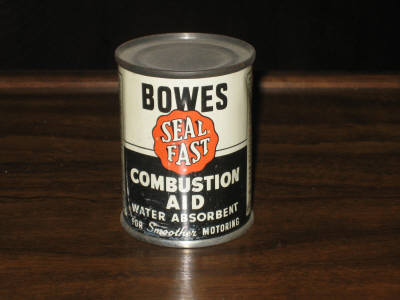 BOWES
SEAL
FAST
COMBUSTION
AID
WATER ABSORBENT
FOR Smoother MOTORING